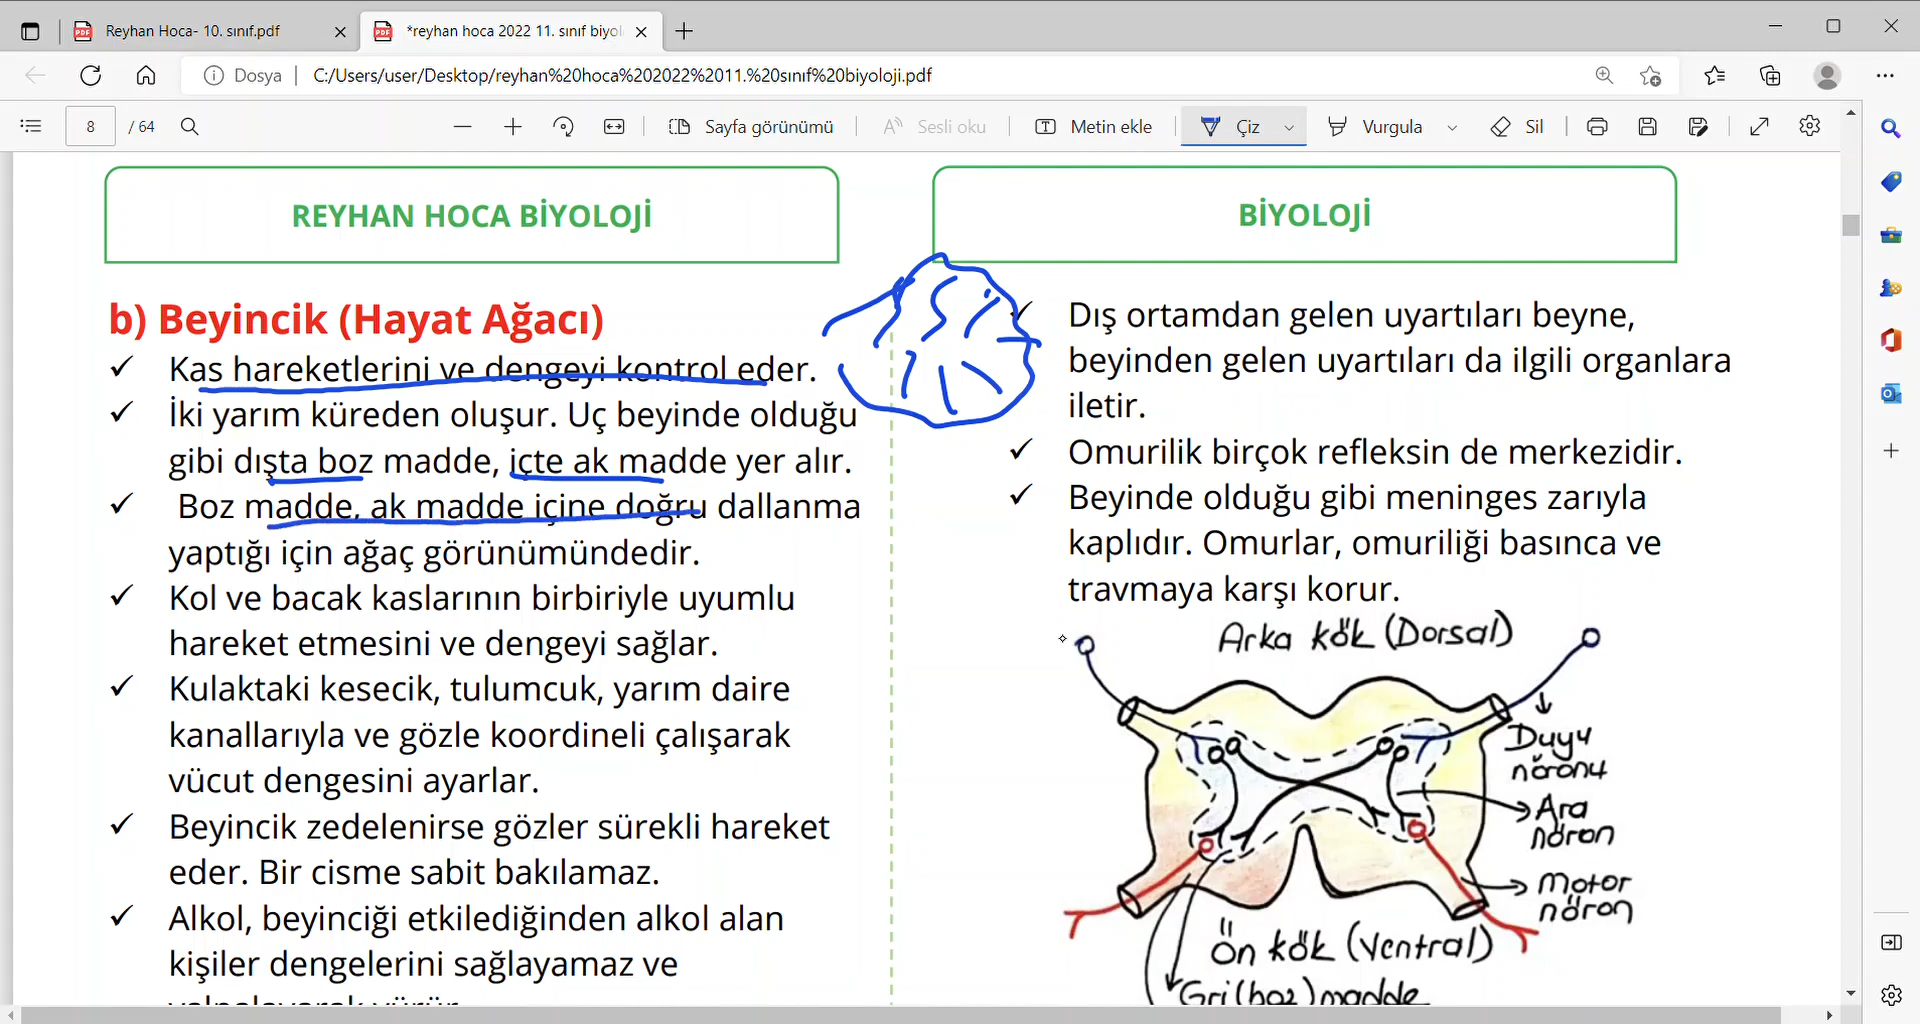 Reyhan Hoca- 10. sınıf.pdf
*reyhan hoca 2022 11. sınıf biyol
Dosya
C:/Users/user/Desktop/reyhan%20hoca%202022%2011.%20sınıf%20biyoloji.pdf
8 / 64
Sayfa görünümü
Sesli oku
Metin ekle
Çiz
Vurgula
Sil
REYHAN HOCA BİYOLOJİ
b) Beyincik (Hayat Ağacı)
✓ Kas hareketlerini ve dengeyi kontrol eder.
✓ İki yarım küreden oluşur. Uç beyinde olduğu
gibi dışta boz madde, içte ak madde yer alır.
✓ Boz madde, ak madde içine doğru dallanma
yaptığı için ağaç görünümündedir.
✓ Kol ve bacak kaslarının birbiriyle uyumlu
hareket etmesini ve dengeyi sağlar.
✓ Kulaktaki kesecik, tulumcuk, yarım daire
kanallarıyla ve gözle koordineli çalışarak
vücut dengesini ayarlar.
✓ Beyincik zedelenirse gözler sürekli hareket
eder. Bir cisme sabit bakılamaz.
✓ Alkol, beyinciği etkilediğinden alkol alan
kişiler dengelerini sağlayamaz ve
BİYOLOJİ
✓ Dış ortamdan gelen uyartıları beyne,
beyinden gelen uyartıları da ilgili organlara
iletir.
✓ Omurilik birçok refleksin de merkezidir.
✓ Beyinde olduğu gibi meninges zarıyla
kaplıdır. Omurlar, omuriliği basınca ve
travmaya karşı korur.
Arka kök (Dorsal)
Duyu
nöronu
Ara
nöron
Motor
nöron
Ön kök (Ventral)
Gri(boz)madde